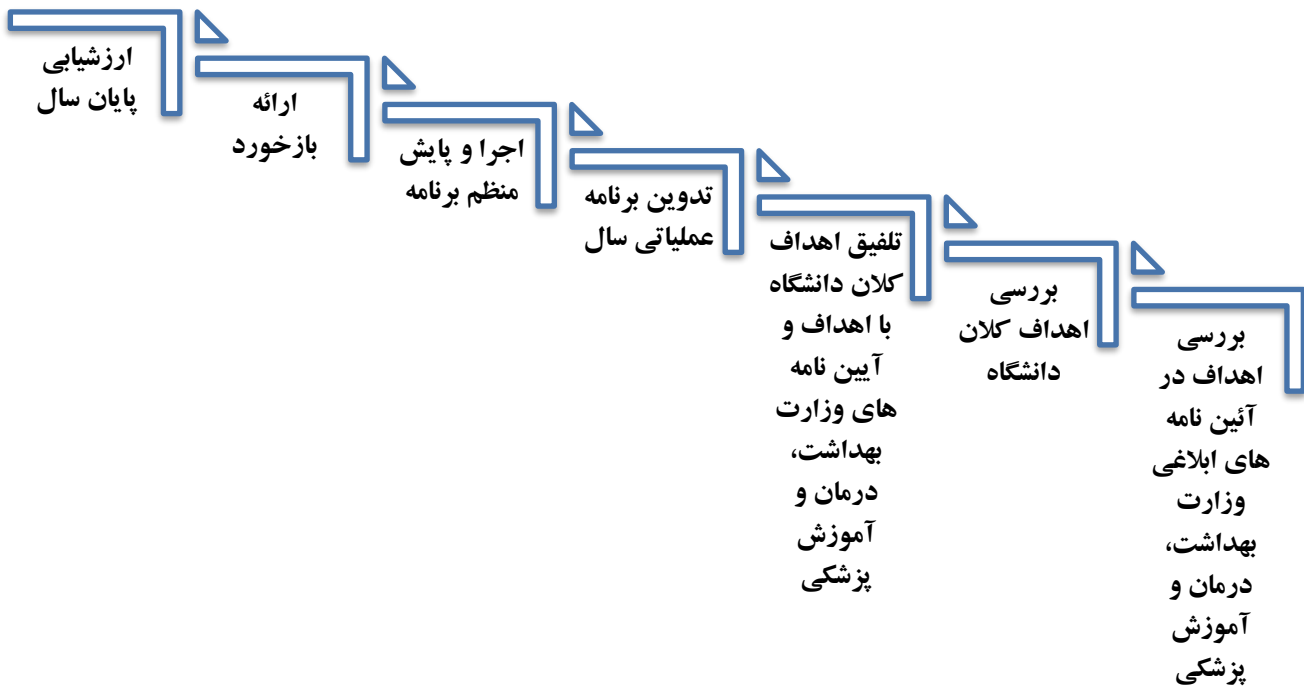 بررسی
اهداف در
آئین نامه
های ابلاغی
وزارت
بهداشت،
درمان و
آموزش
پزشکی
بررسی
اهداف کلان
دانشگاه
تلفیق اهداف
کلان دانشگاه
با اهداف و
آیین نامه
های وزارت
بهداشت،
درمان و
آموزش
پزشکی
تدوین برنامه
عملیاتی سال
اجرا و پایش
منظم برنامه
ارائه
بازخورد
ارزشیابی
پایان سال